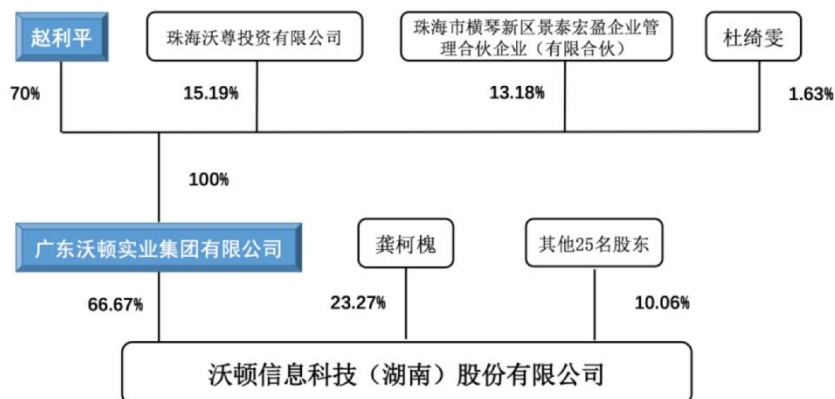 赵利平
珠海沃尊投资有限公司
珠海市横琴新区景泰宏盈企业管
理合伙企业（有限合伙）
杜绮雯
70%
15.19%
13.18%
1.63%
100%
广东沃顿实业集团有限公司
龚柯槐
其他25名股东
66.67%
23.27%
10.06%
沃顿信息科技（湖南）股份有限公司